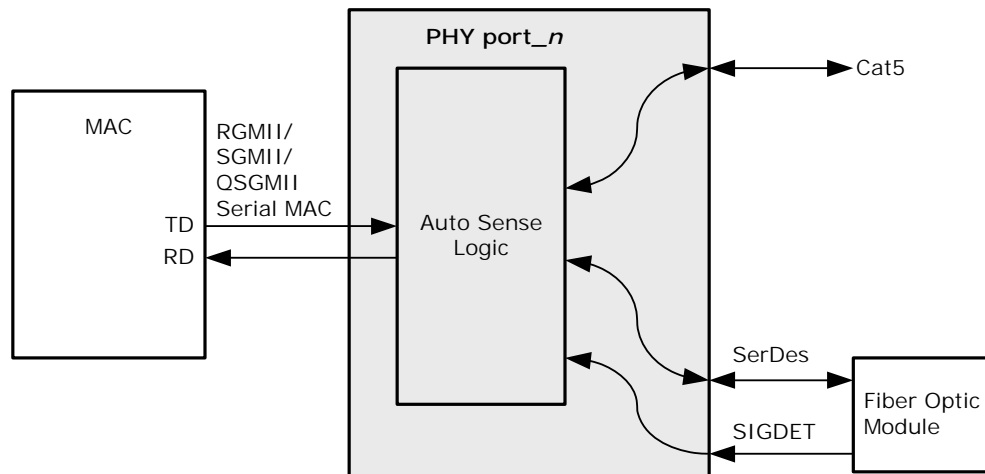 PHY port_n
Cat5
MAC
RGMII/
SGMII/
QSGMII
Serial MAC
TD
RD
Auto Sense
Logic
SerDes
SIGDET
Fiber Optic
Module